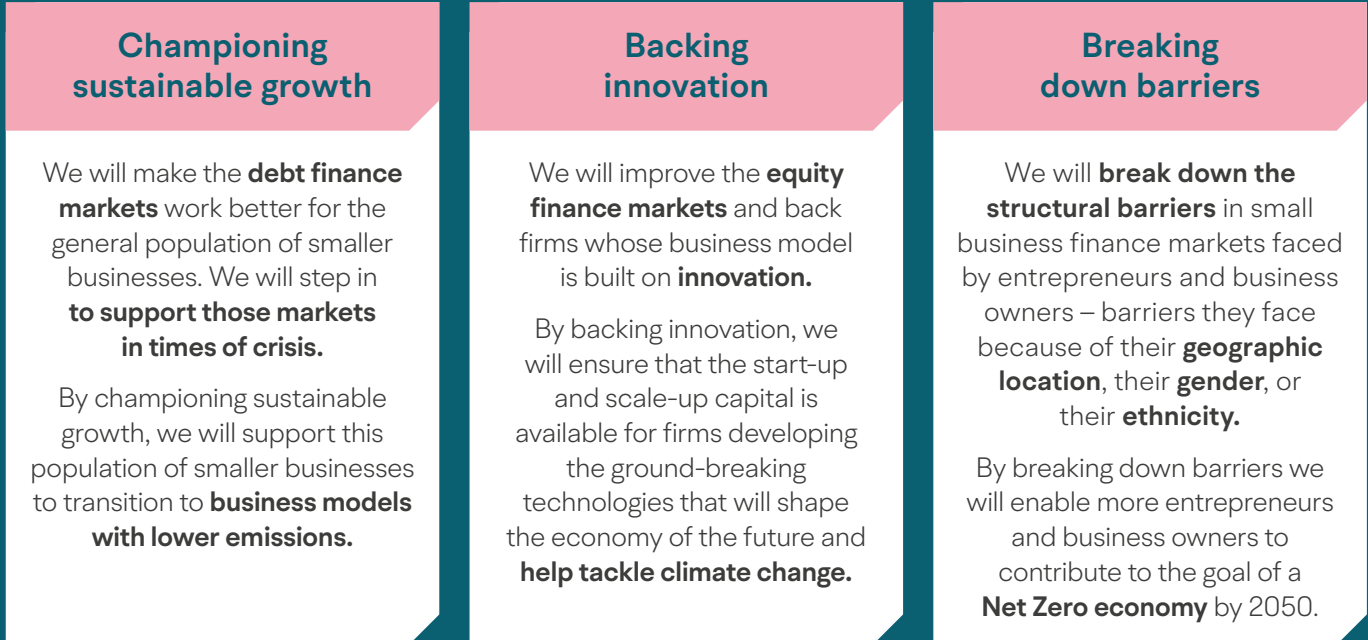 Championing
sustainable growth
We will make the debt finance
markets work better for the
general population of smaller
businesses. We will step in
to support those markets
in times of crisis.
By championing sustainable
growth, we will support this
population of smaller businesses
to transition to business models
with lower emissions.
Backing
innovation
We will improve the equity
finance markets and back
firms whose business model
is built on innovation.
By backing innovation, we
will ensure that the start-up
and scale-up capital is
available for firms developing
the ground-breaking
technologies that will shape
the economy of the future and
help tackle climate change.
Breaking
down barriers
We will break down the
structural barriers in small
business finance markets faced
by entrepreneurs and business
owners – barriers they face
because of their geographic
location, their gender, or
their ethnicity.
By breaking down barriers we
will enable more entrepreneurs
and business owners to
contribute to the goal of a
Net Zero economy by 2050.